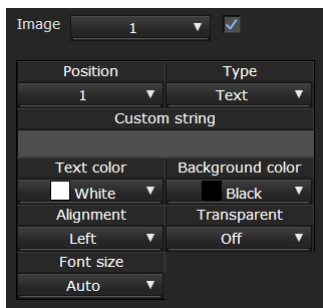 Image 1
Position Type
1 Text
Custom string
Text color Background color
White Black
Alignment Transparent
Left Off
Font size
Auto